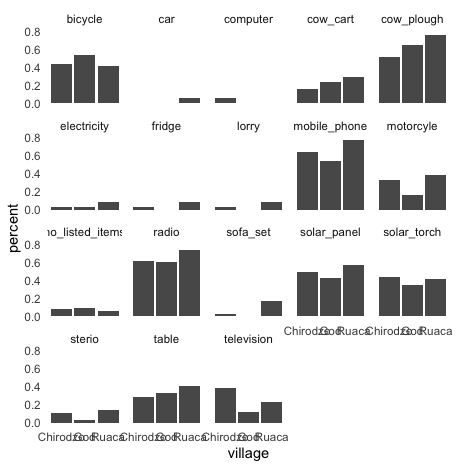 bicycle car computer cow_cart cow_plough
0.8
0.6
0.4
0.2
0.0
electricity fridge lorry mobile_phone motorcyle
0.8
0.6
0.4
0.2
0.0
no_listed_items radio sofa_set solar_panel solar_torch
0.8
0.6
0.4
0.2
0.0
Chirodzo God Ruaca Chirodzo God Ruaca
sterio table television
0.8
0.6
0.4
0.2
0.0
Chirodzo God Ruaca Chirodzo God Ruaca Chirodzo God Ruaca
percent
village